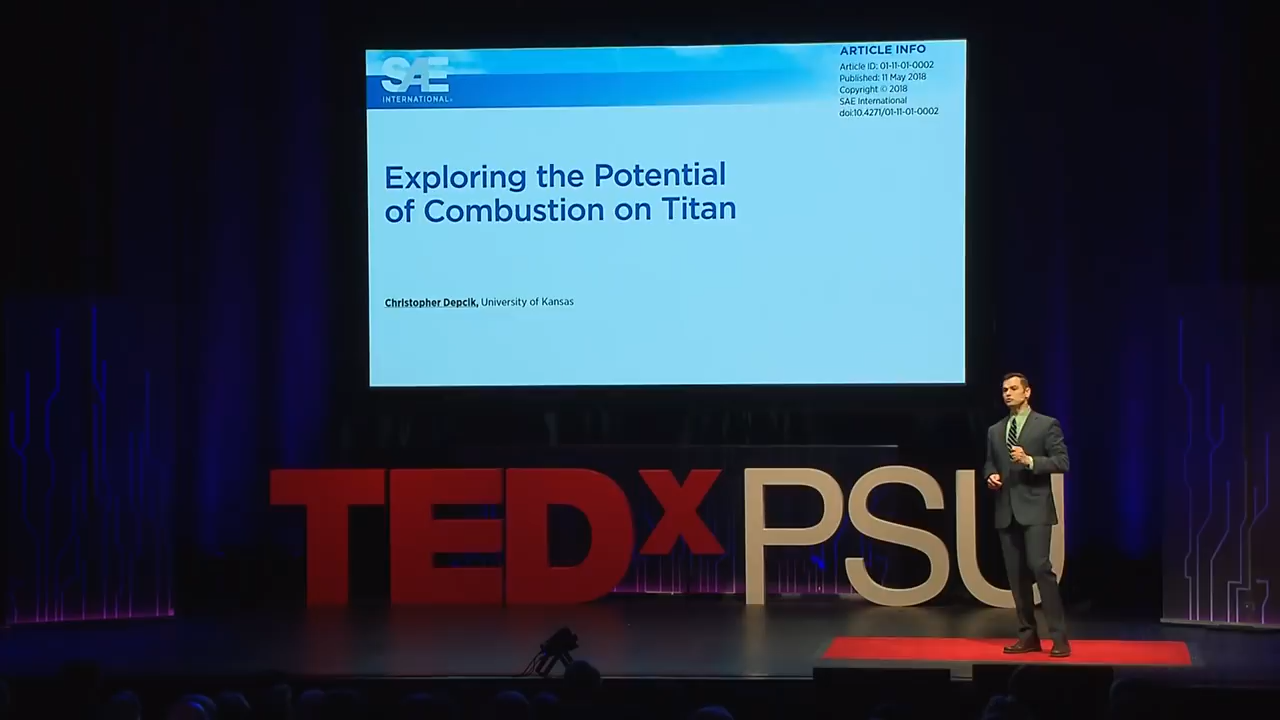 SAE
INTERNATIONAL®
ARTICLE INFO
Article ID: 01-11-01-0002
Published: 11 May 2018
Copyright © 2018
SAE International
doi:10.4271/01-11-01-0002
Exploring the Potential
of Combustion on Titan
Christopher Depcik, University of Kansas
TEDxPSU